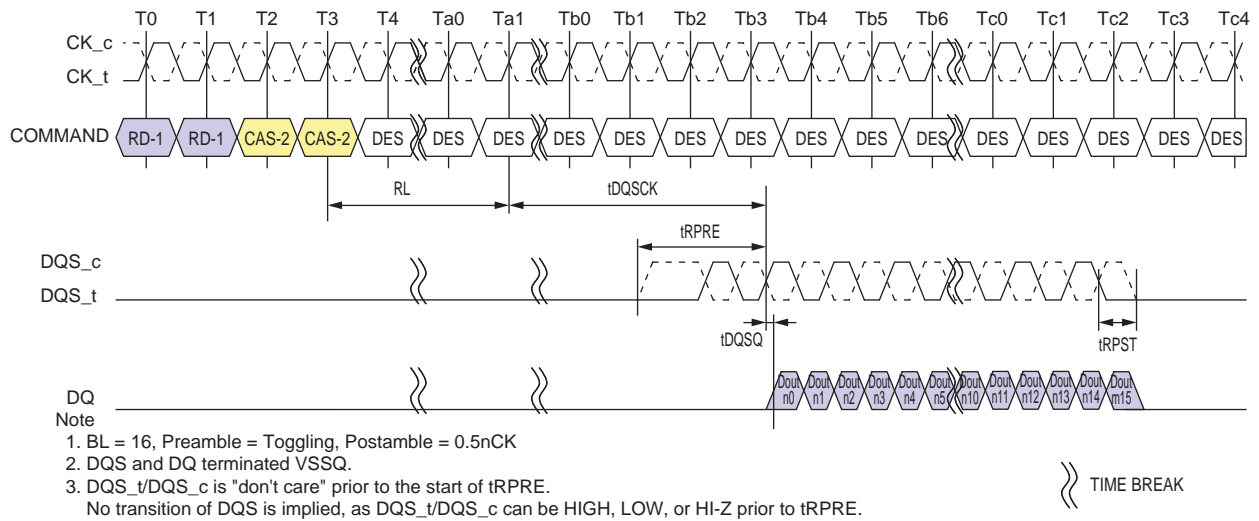 T0 T1 T2 T3 T4 Ta0 Ta1 Tb0 Tb1 Tb2 Tb3 Tb4 Tb5 Tb6 Tc0 Tc1 Tc2 Tc3 Tc4
CK_c
CK_t
COMMAND RD-1 RD-1 CAS-2 CAS-2 DES DES DES DES DES DES DES DES DES DES DES DES DES DES DES
RL tDQSCK
tRPRE
DQS_c
DQS_t
tDQSQ tRPST
DQ Dout n0 Dout n1 Dout n2 Dout n3 Dout n4 Dout n5 Dout n10 Dout n11 Dout n12 Dout n13 Dout n14 Dout m15
Note
1. BL = 16, Preamble = Toggling, Postamble = 0.5nCK
2. DQS and DQ terminated VSSQ.
3. DQS_t/DQS_c is "don't care" prior to the start of tRPRE.
No transition of DQS is implied, as DQS_t/DQS_c can be HIGH, LOW, or HI-Z prior to tRPRE.
TIME BREAK